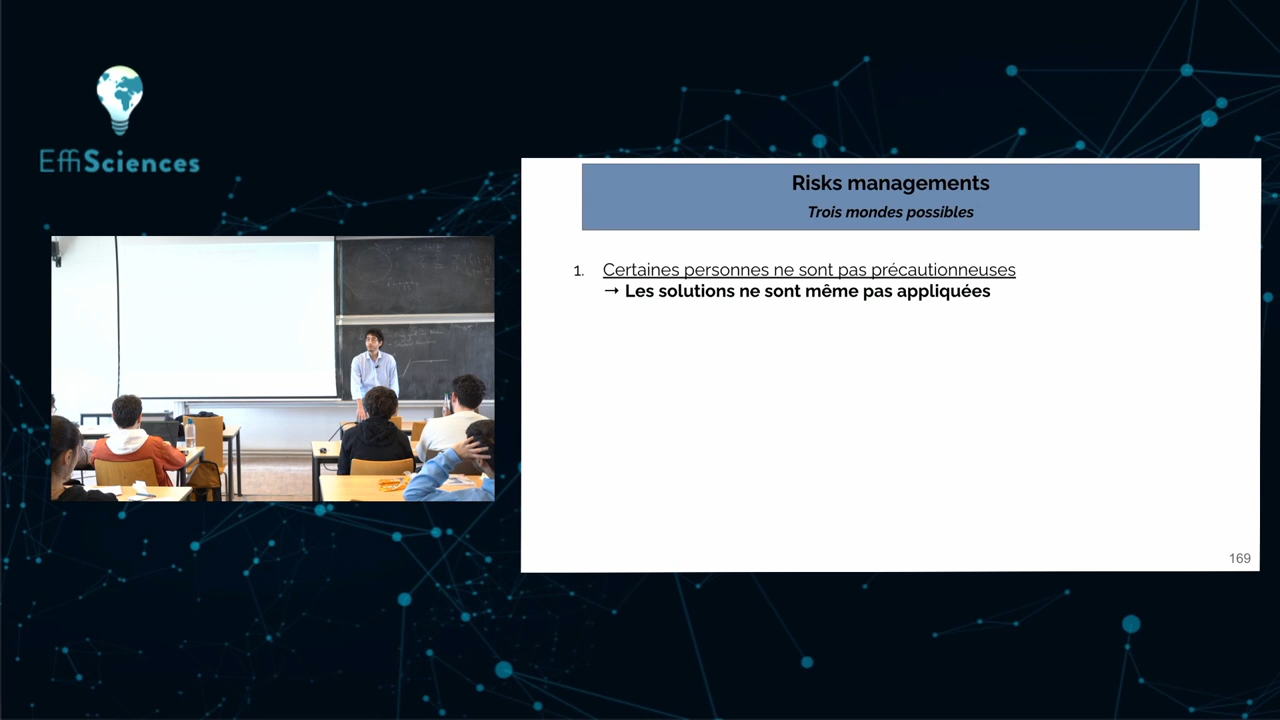 EffiSciences
Risks managements
Trois mondes possibles
1. Certaines personnes ne sont pas précautionneuses
→ Les solutions ne sont même pas appliquées
169